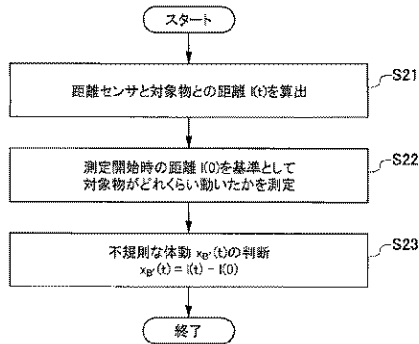 スタート
S21
距離センサと対象物との距離 l(t)を算出
S22
測定開始時の距離 l(0)を基準として
対象物がどれくらい動いたかを測定
S23
不規則な体動 x_B'(t)の判断
x_B'(t) = l(t) - l(0)
終了